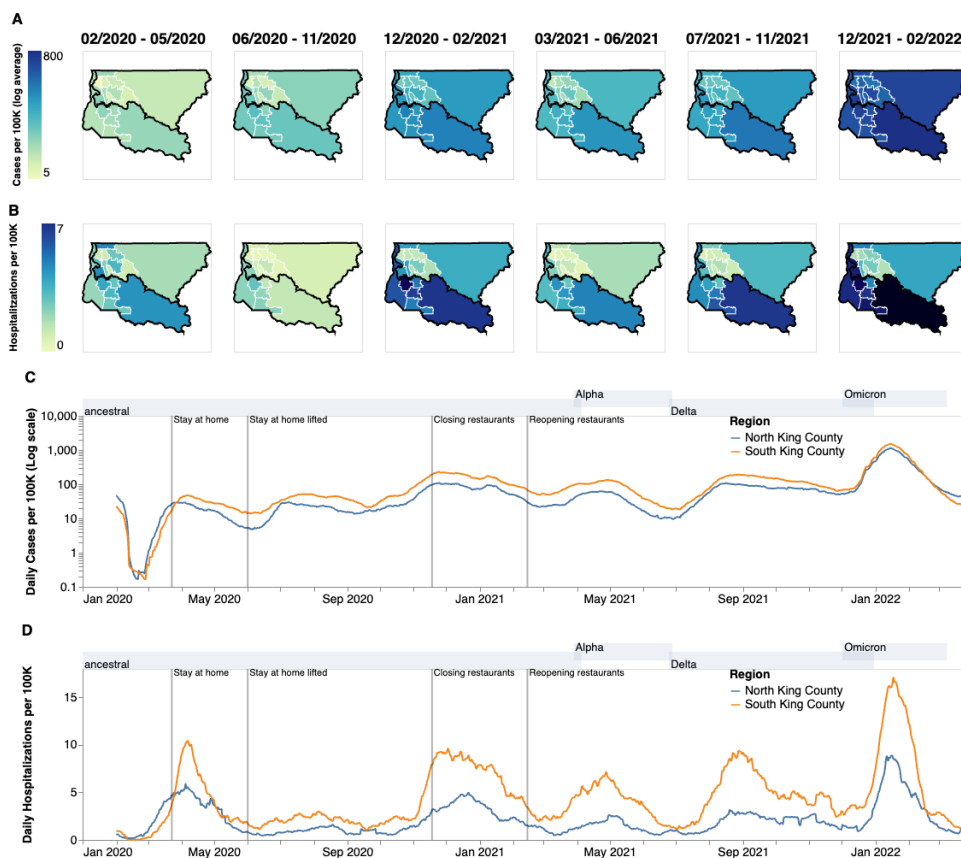 A
02/2020 - 05/2020
06/2020 - 11/2020
12/2020 - 02/2021
03/2021 - 06/2021
07/2021 - 11/2021
12/2021 - 02/2022
Cases per 100K (log average)
800
5
B
Hospitalizations per 100K
7
0
C
Alpha
Omicron
ancestral
Delta
Daily Cases per 100K (Log scale)
10,000
1,000
100
10
1
0.1
Stay at home
Stay at home lifted
Closing restaurants
Reopening restaurants
Region
North King County
South King County
Jan 2020
May 2020
Sep 2020
Jan 2021
May 2021
Sep 2021
Jan 2022
D
Alpha
Omicron
ancestral
Delta
Daily Hospitalizations per 100K
15
10
5
0
Stay at home
Stay at home lifted
Closing restaurants
Reopening restaurants
Region
North King County
South King County
Jan 2020
May 2020
Sep 2020
Jan 2021
May 2021
Sep 2021
Jan 2022